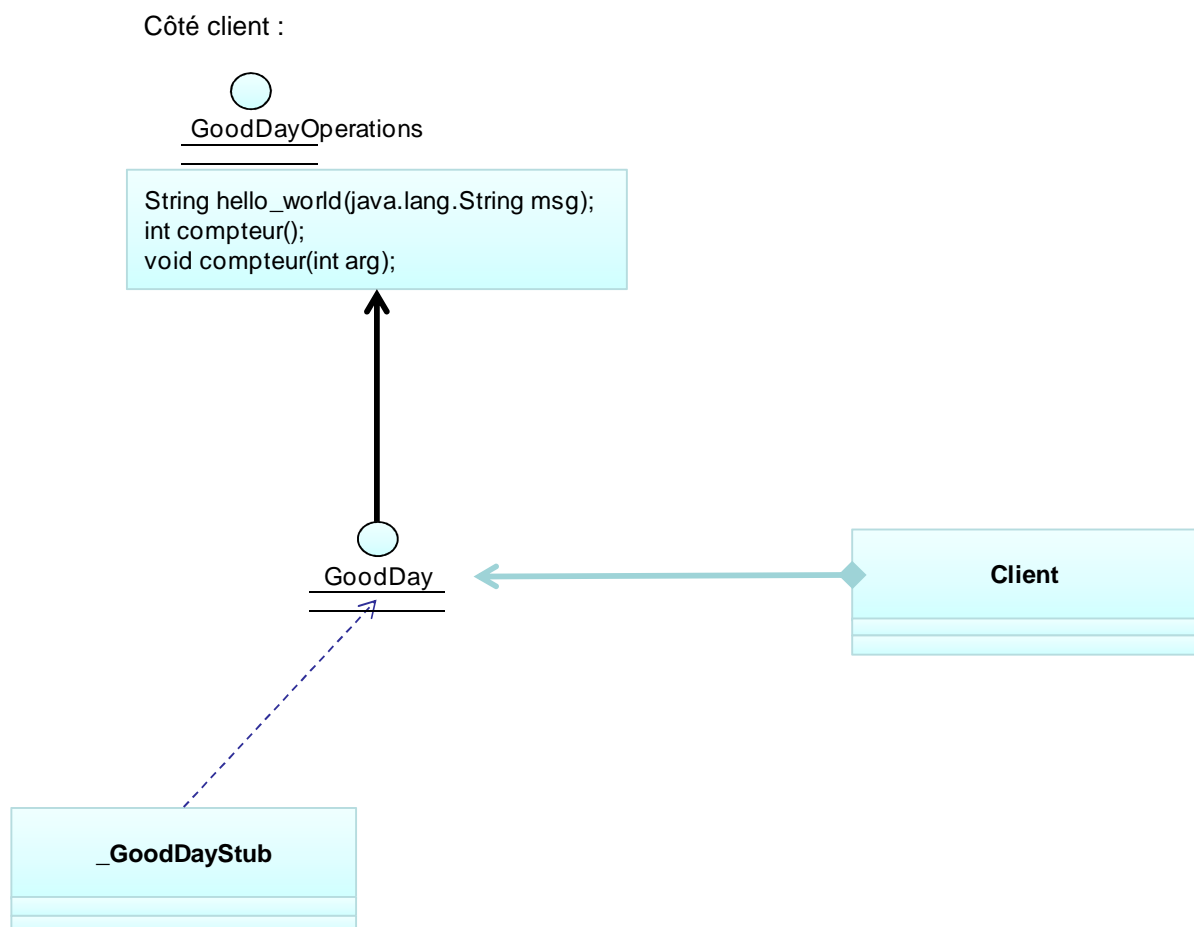 Côté client :
GoodDayOperations
String hello_world(java.lang.String msg);
int compteur();
void compteur(int arg);
GoodDay
Client
_GoodDayStub